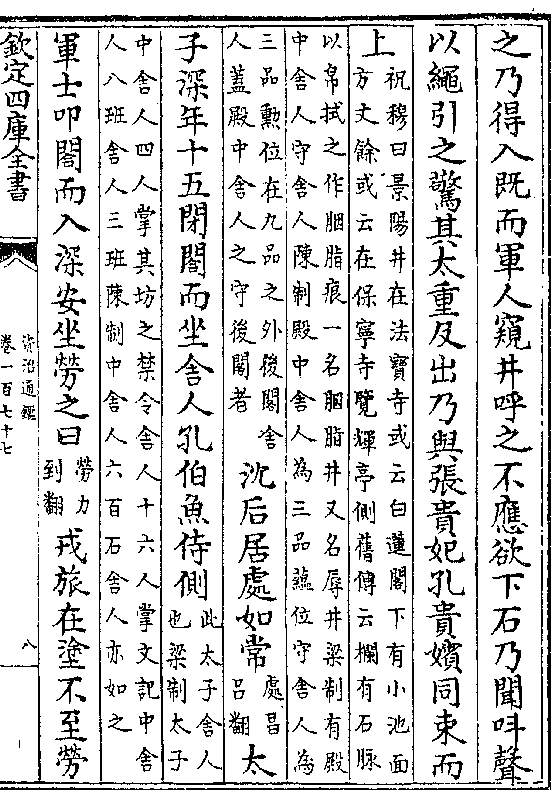 之乃得入既而軍人窺井呼之不應欲下石乃聞呌聲
以繩引之驚其太重及出乃與張貴妃孔貴嬪同束而
上
祝穆曰景陽井在法寶寺或云白蓮閣下有小池面
方丈餘或云在保寧寺覽輝亭側舊傳云欄有石脉
以帛拭之作胭脂痕一名胭脂井又名辱井梁制有殿
中舍人守舍人陳制殿中舍人為三品蘊位守舍人為
三品勳位在九品之外後閣舍
人蓋殿中舍人之守後閣者
沈后居處如常
處昌
吕翻
太
子深年十五閉閤而坐舍人孔伯魚侍側
此太子舍人
也梁制太子
中舍人四人掌其坊之禁令舍人十六人掌文記中舍
人八班舍人三班陳制中舍人六百石舍人亦如之
軍士叩閤而入深安坐勞之曰
勞力
到翻
戎旅在塗不至勞
欽定四庫全書
資治通鑑
卷一百七十七
八